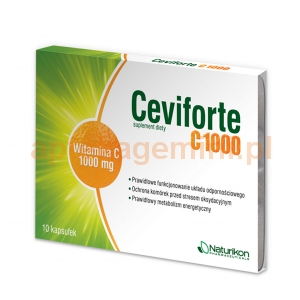 Ceviforte
suplement diety
C 1000
Witamina C
1000 mg
• Prawidłowe funkcjonowanie układu odpornościowego
• Ochrona komórek przed stresem oksydacyjnym
• Prawidłowy metabolizm energetyczny
10 kapsułek
Naturikon